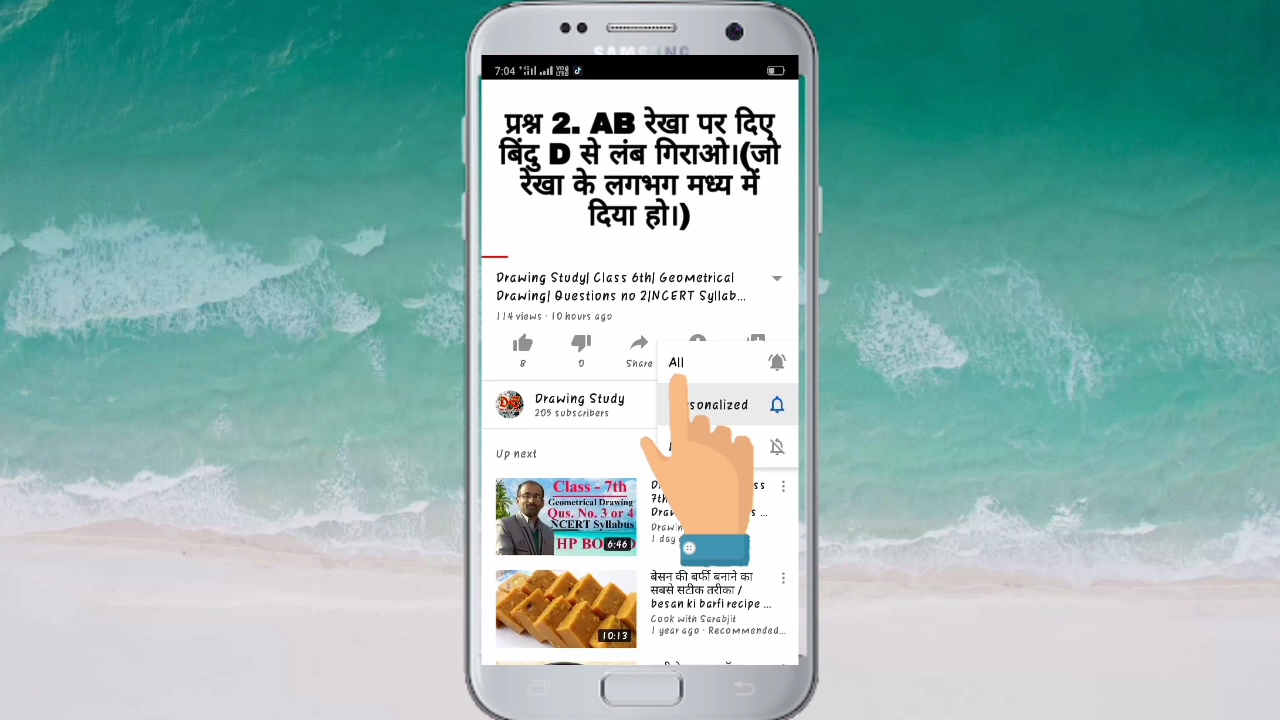 SAMSUNG
7:04
प्रश्न 2. AB रेखा पर दिए
बिंदु D से लंब गिराओ।(जो
रेखा के लगभग मध्य में
दिया हो।)
Drawing Study| Class 6th| Geometrical
Drawing| Questions no 2|NCERT Syllab...
114 views · 10 hours ago
8
0
Share
All
sonalized
Drawing Study
205 subscribers
Up next
Class - 7th
Geometrical Drawing
Qus. No. 3 or 4
NCERT Syllabus
HP BO
6:46
ss
7th
...
1 day
बेसन की बर्फी बनाने का
सबसे सटीक तरीका /
besan ki barfi recipe ...
Cook with Sarabjit
1 year ago · Recommended...
10:13